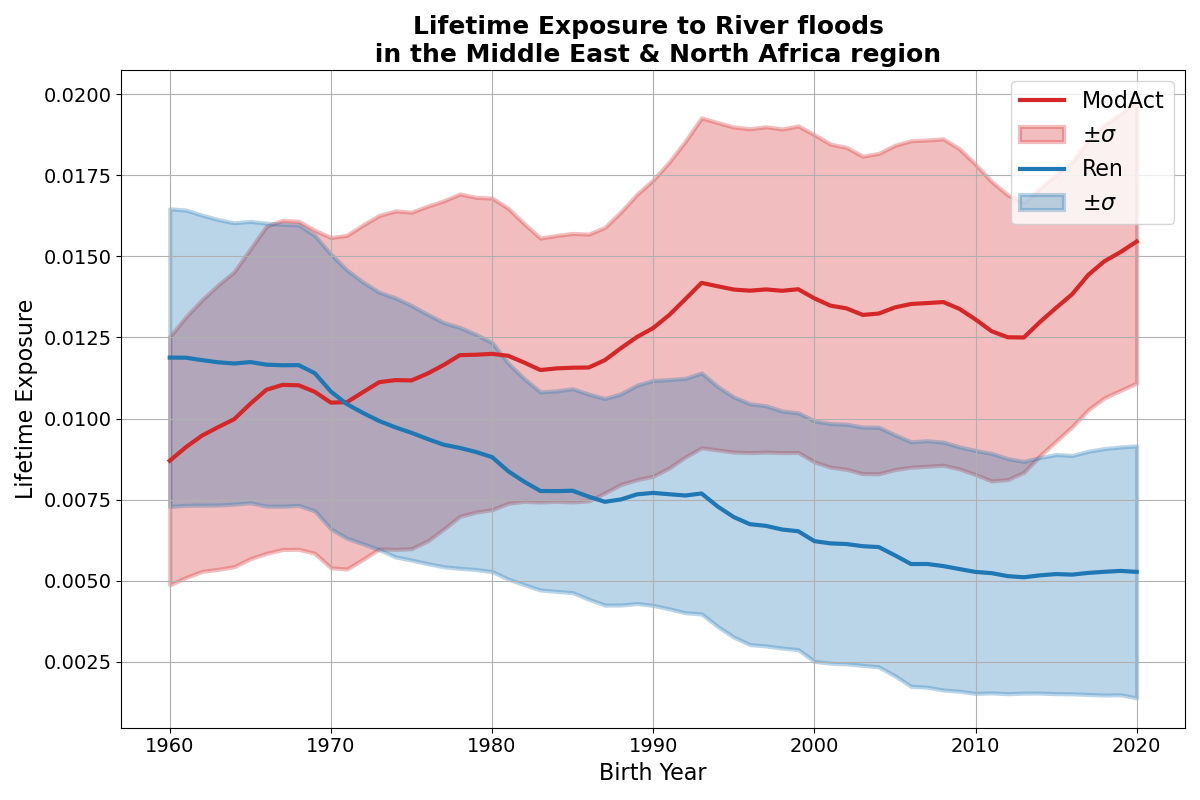 Lifetime Exposure to River floods
in the Middle East & North Africa region
0.0200
0.0175
0.0150
0.0125
0.0100
0.0075
0.0050
0.0025
Lifetime Exposure
1960
1970
1980
1990
2000
2010
2020
Birth Year
ModAct
±σ
Ren
±σ